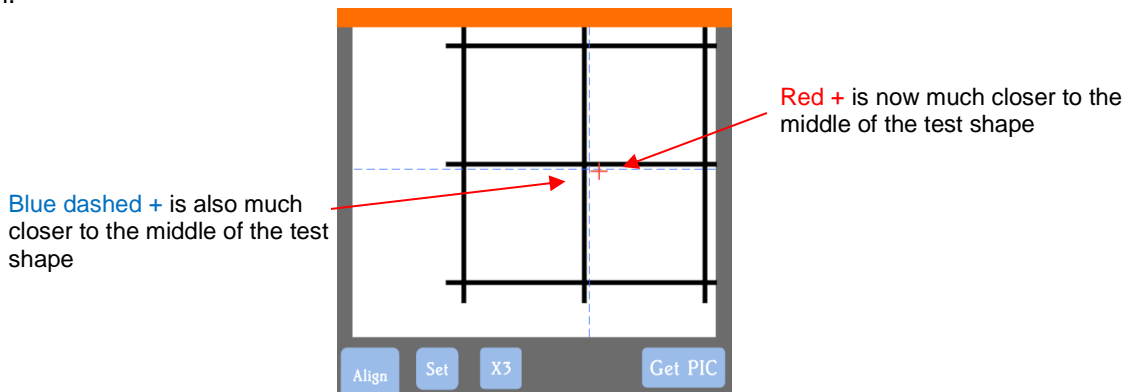 Red + is now much closer to the
middle of the test shape
Blue dashed + is also much
closer to the middle of the test
shape
Align
Set
X3
Get PIC